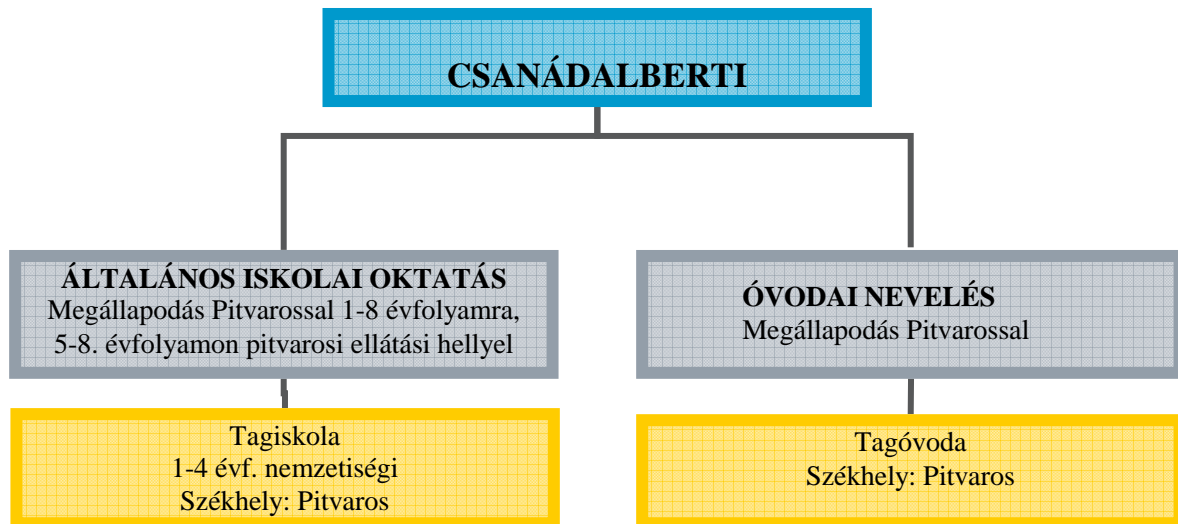 CSANÁDALBERTI
ÁLTALÁNOS ISKOLAI OKTATÁS
Megállapodás Pitvarossal 1-8 évfolyamra,
5-8. évfolyamon pitvarosi ellátási hellyel
Tagiskola
1-4 évf. nemzetiségi
Székhely: Pitvaros
ÓVODAI NEVELÉS
Megállapodás Pitvarossal
Tagóvoda
Székhely: Pitvaros